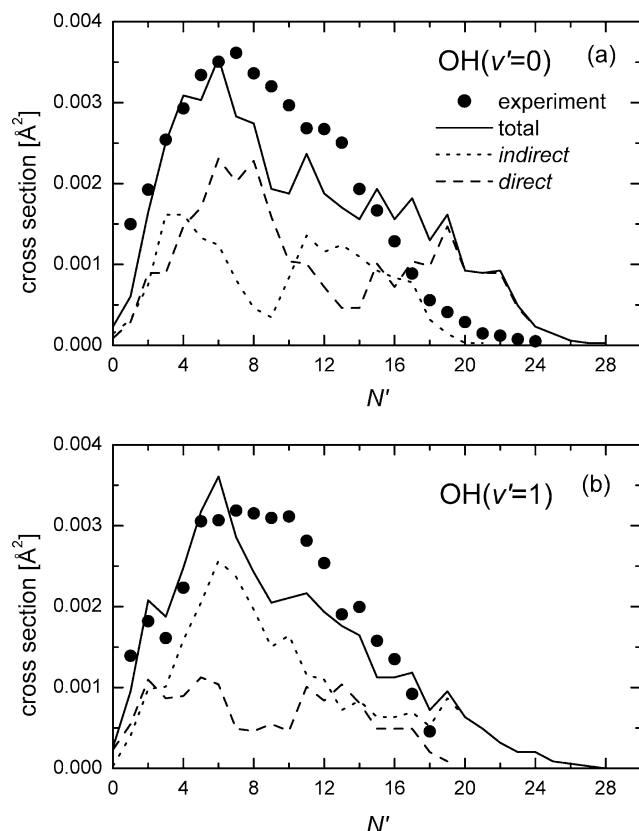 0.004
0.003
0.002
0.001
0.000
cross section [Å²]
OH(v'=0)
(a)
experiment
total
indirect
direct
0 4 8 12 16 20 24 28
N'
0.004
0.003
0.002
0.001
0.000
cross section [Å²]
OH(v'=1)
(b)
0 4 8 12 16 20 24 28
N'